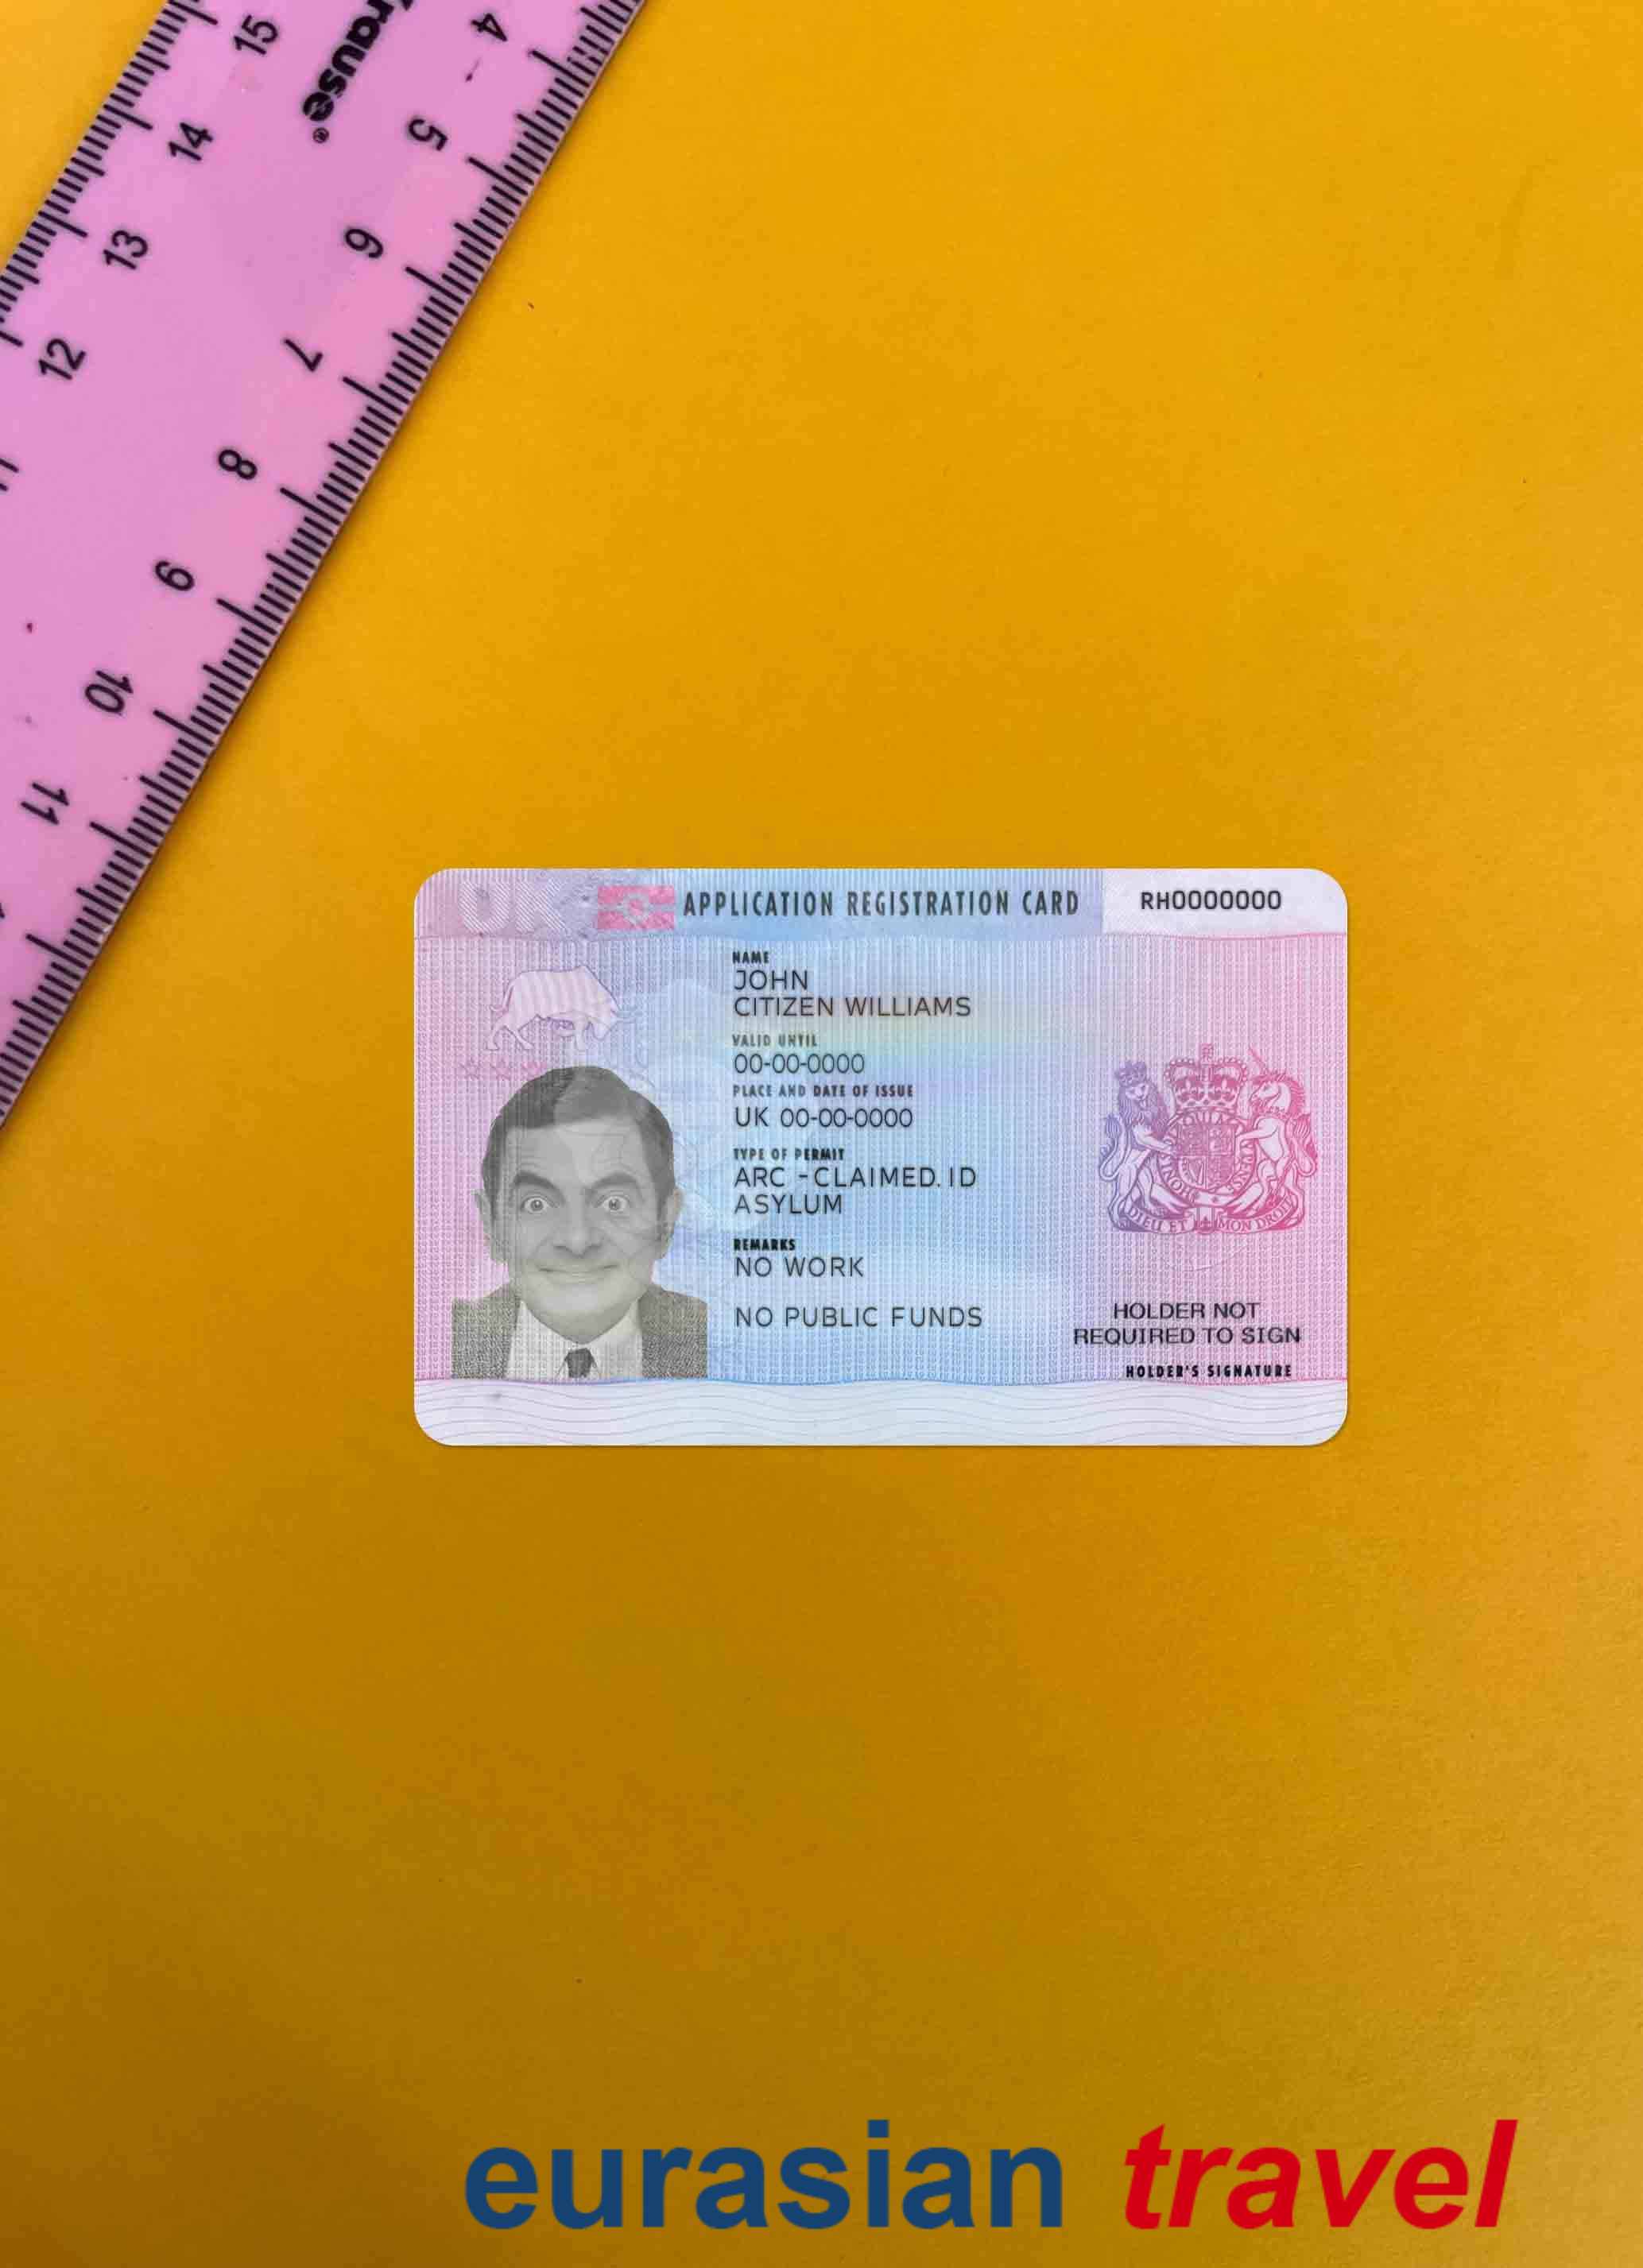 15
14
13
12
rause®
4
5
6
7
8
9
10
11
UK
APPLICATION REGISTRATION CARD
RH0000000
NAME
JOHN
CITIZEN WILLIAMS
VALID UNTIL
00-00-0000
PLACE AND DATE OF ISSUE
UK 00-00-0000
TYPE OF PERMIT
ARC -CLAIMED.ID
ASYLUM
REMARKS
NO WORK
NO PUBLIC FUNDS
DIEU ET MON DROIT
HOLDER NOT
REQUIRED TO SIGN
HOLDER'S SIGNATURE
eurasian travel